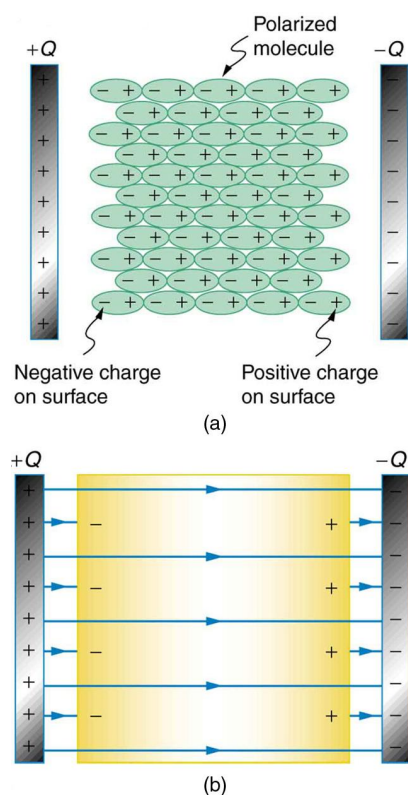 Polarized
molecule
+Q
−Q
Negative charge
on surface
Positive charge
on surface
(a)
+Q
−Q
(b)